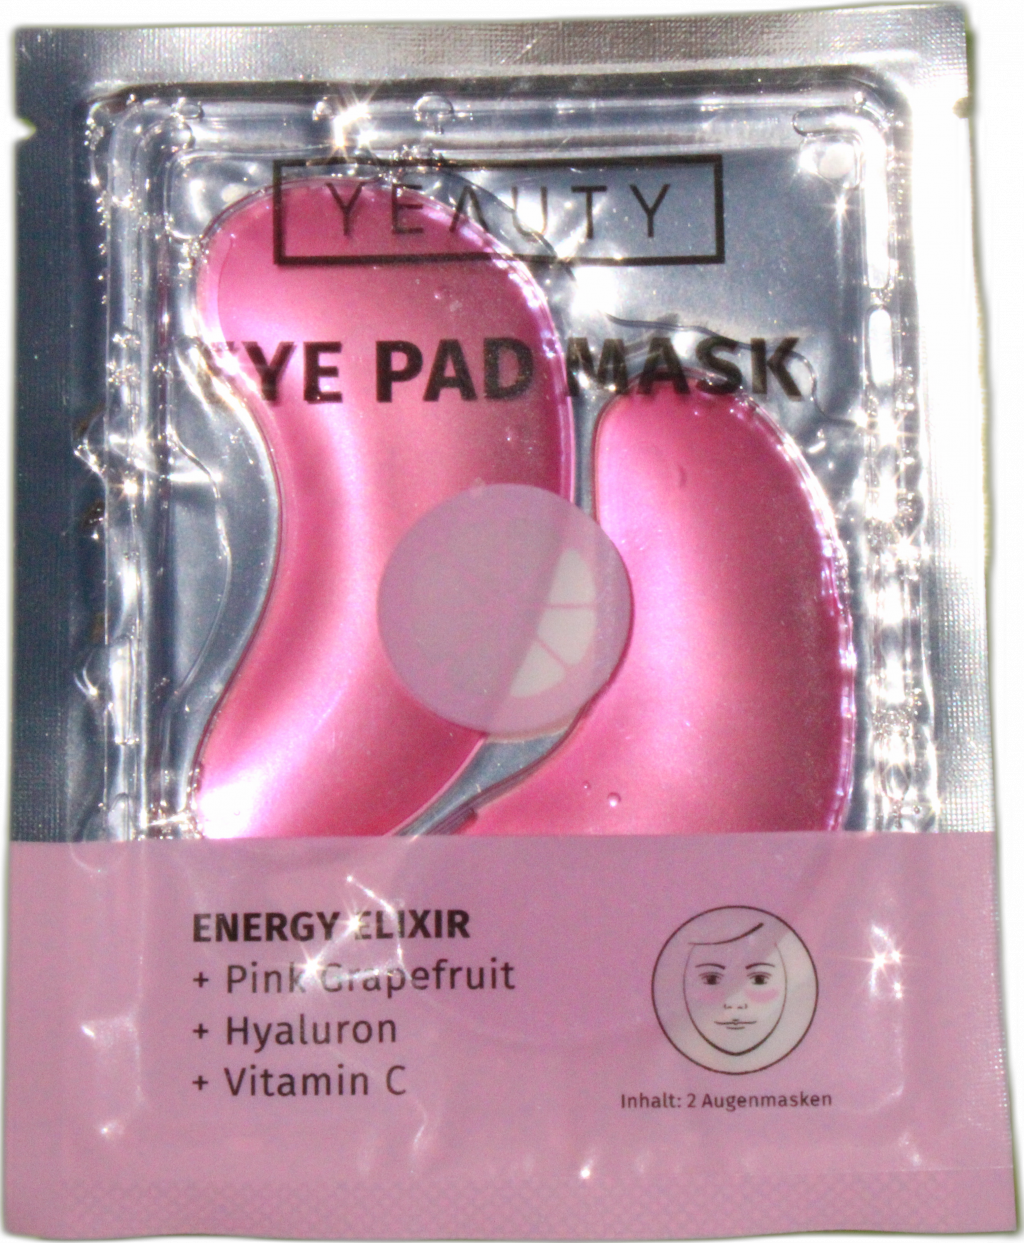 YEAUTY
EYE PAD MASK
ENERGY ELIXIR
+ Pink Grapefruit
+ Hyaluron
+ Vitamin C
Inhalt: 2 Augenmasken